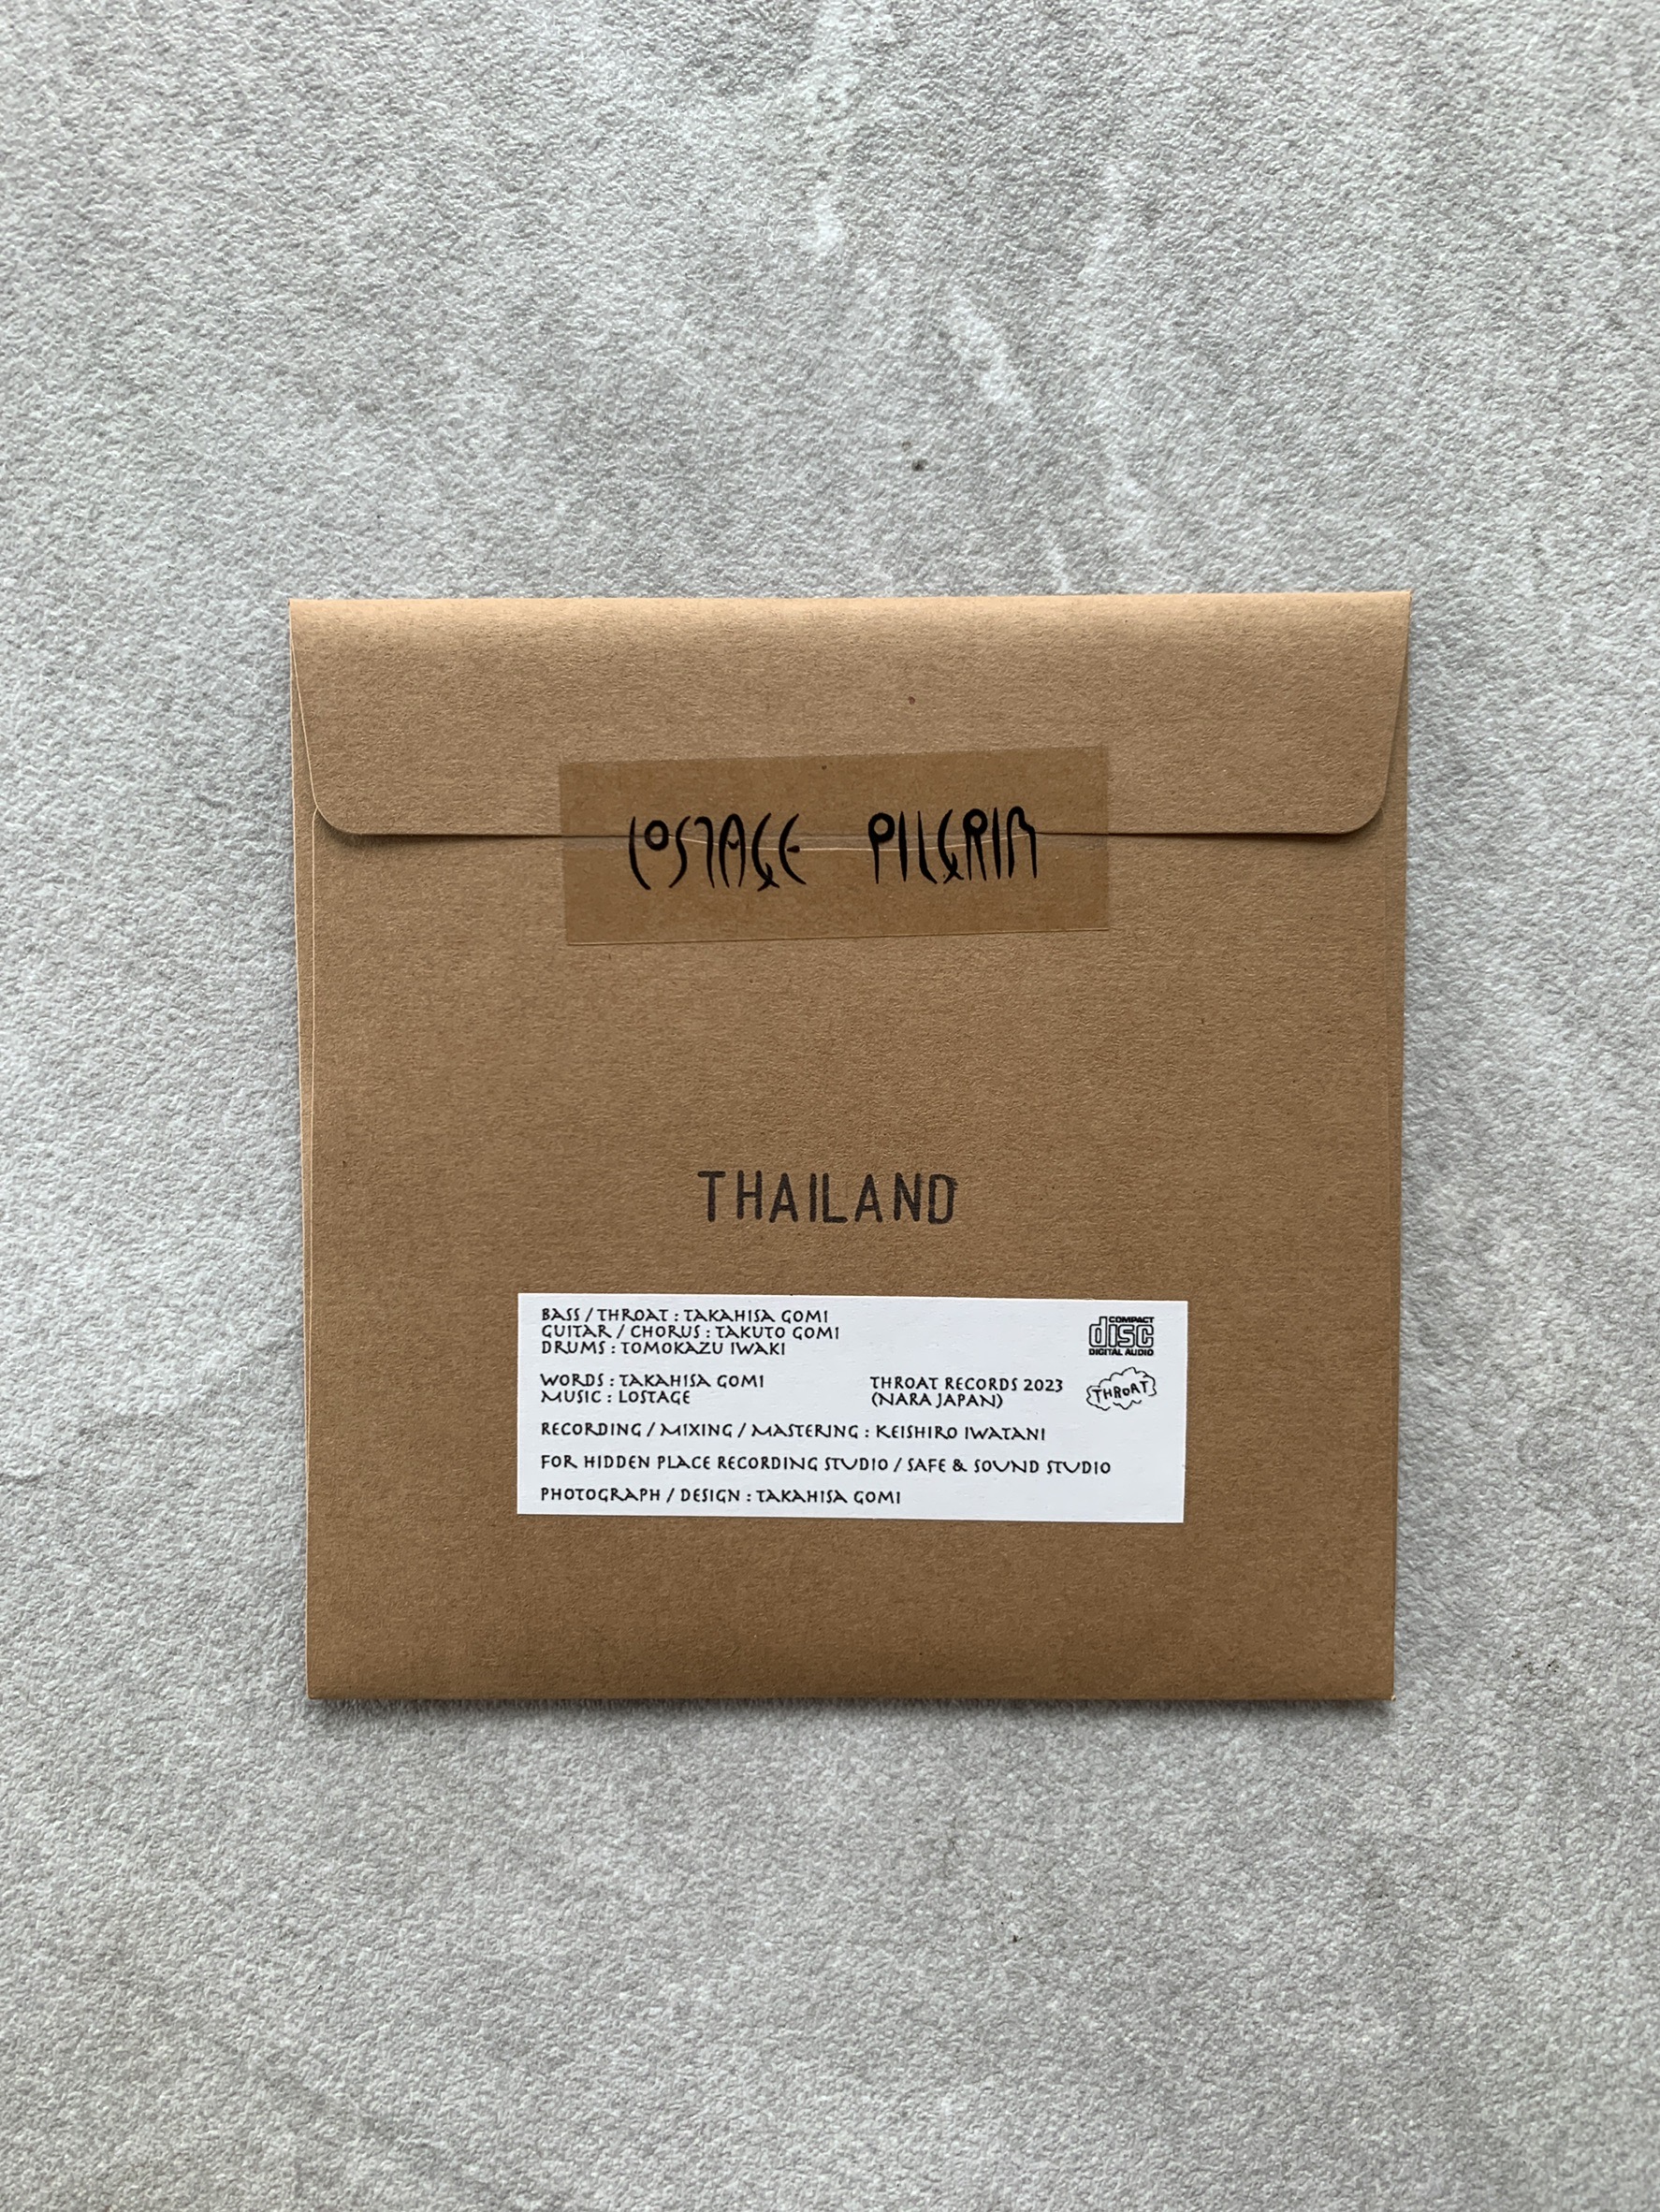 LOSTAGE PILGRIM
THAILAND
BASS / THROAT : TAKAHISA GOMI
GUITAR / CHORUS : TAKUTO GOMI
DRUMS : TOMOKAZU IWAKI
COMPACT
disc
DIGITAL AUDIO
WORDS : TAKAHISA GOMI
MUSIC : LOSTAGE
THROAT RECORDS 2023
(NARA JAPAN)
THROAT
RECORDING / MIXING / MASTERING : KEISHIRO IWATANI
FOR HIDDEN PLACE RECORDING STUDIO / SAFE & SOUND STUDIO
PHOTOGRAPH / DESIGN : TAKAHISA GOMI